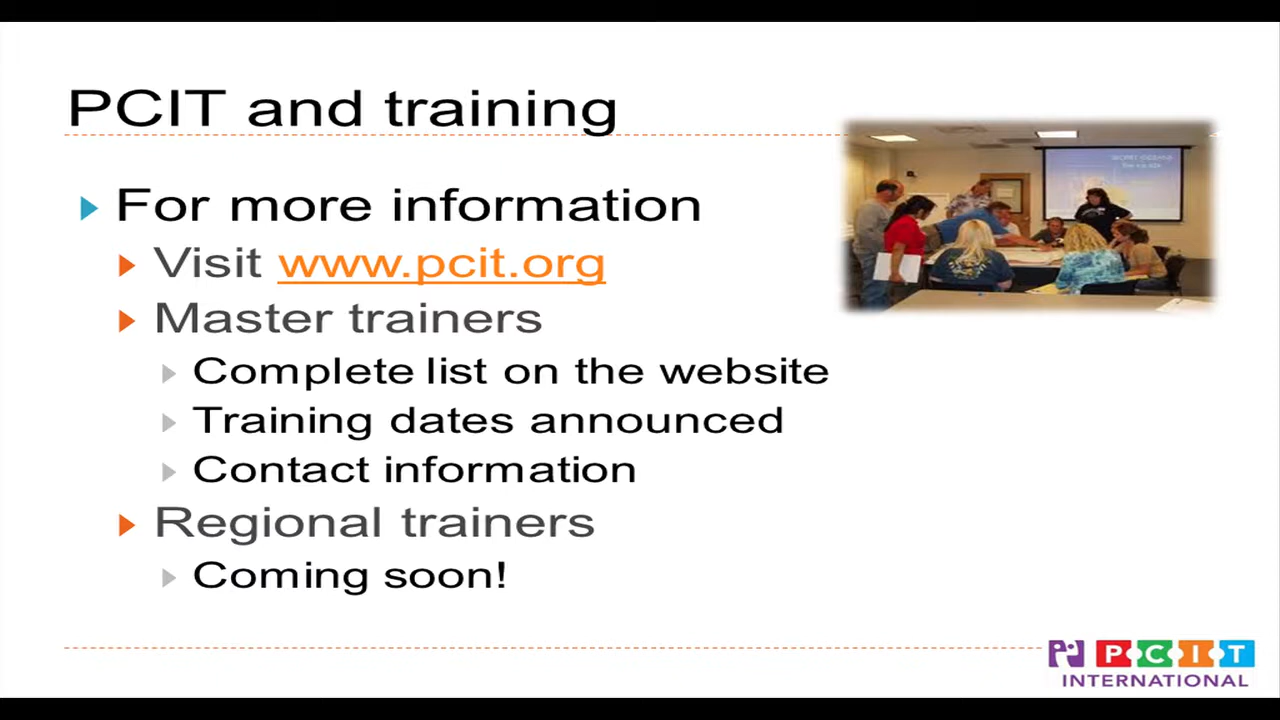 PCIT and training
For more information
Visit www.pcit.org
Master trainers
Complete list on the website
Training dates announced
Contact information
Regional trainers
Coming soon!
PCIT
INTERNATIONAL